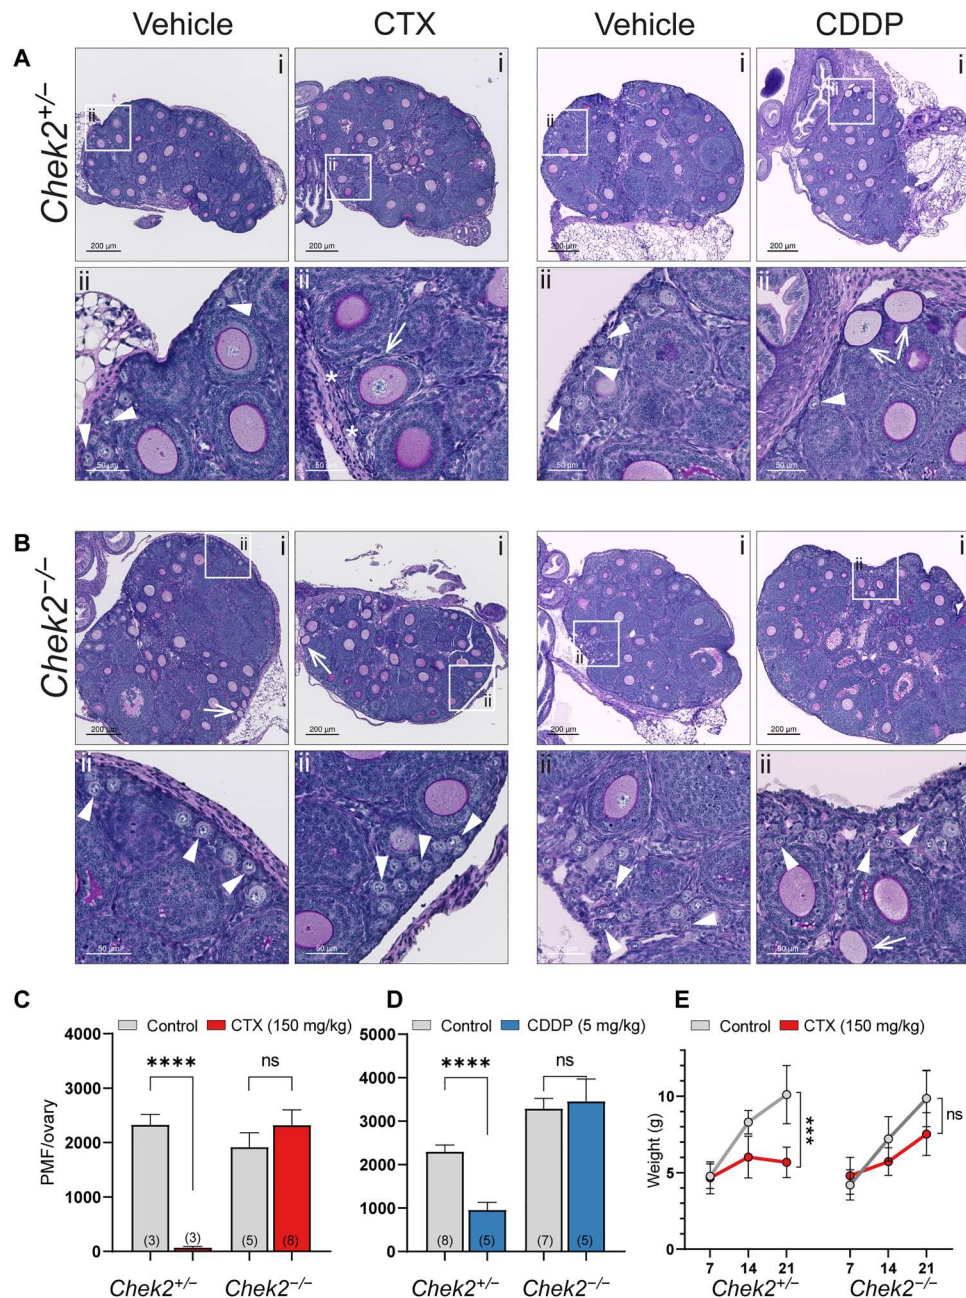 Vehicle CTX Vehicle CDDP
A
Chek2+/−
i i i i
ii ii ii ii
200 µm 200 µm 200 µm 200 µm
ii ii ii ii
50 µm 50 µm 50 µm 50 µm
*
*
B
Chek2−/−
i i i i
ii ii ii ii
200 µm 200 µm 200 µm 200 µm
ii ii ii ii
50 µm 50 µm 50 µm 50 µm
C
Control CTX (150 mg/kg)
PMF/ovary
4000
3000
2000
1000
0
**** ns
(3) (3) (5) (8)
Chek2+/− Chek2−/−
D
Control CDDP (5 mg/kg)
5000
4000
3000
2000
1000
0
**** ns
(8) (5) (7) (5)
Chek2+/− Chek2−/−
E
Control CTX (150 mg/kg)
Weight (g)
10
5
0
*** ns
7 14 21 7 14 21
Chek2+/− Chek2−/−